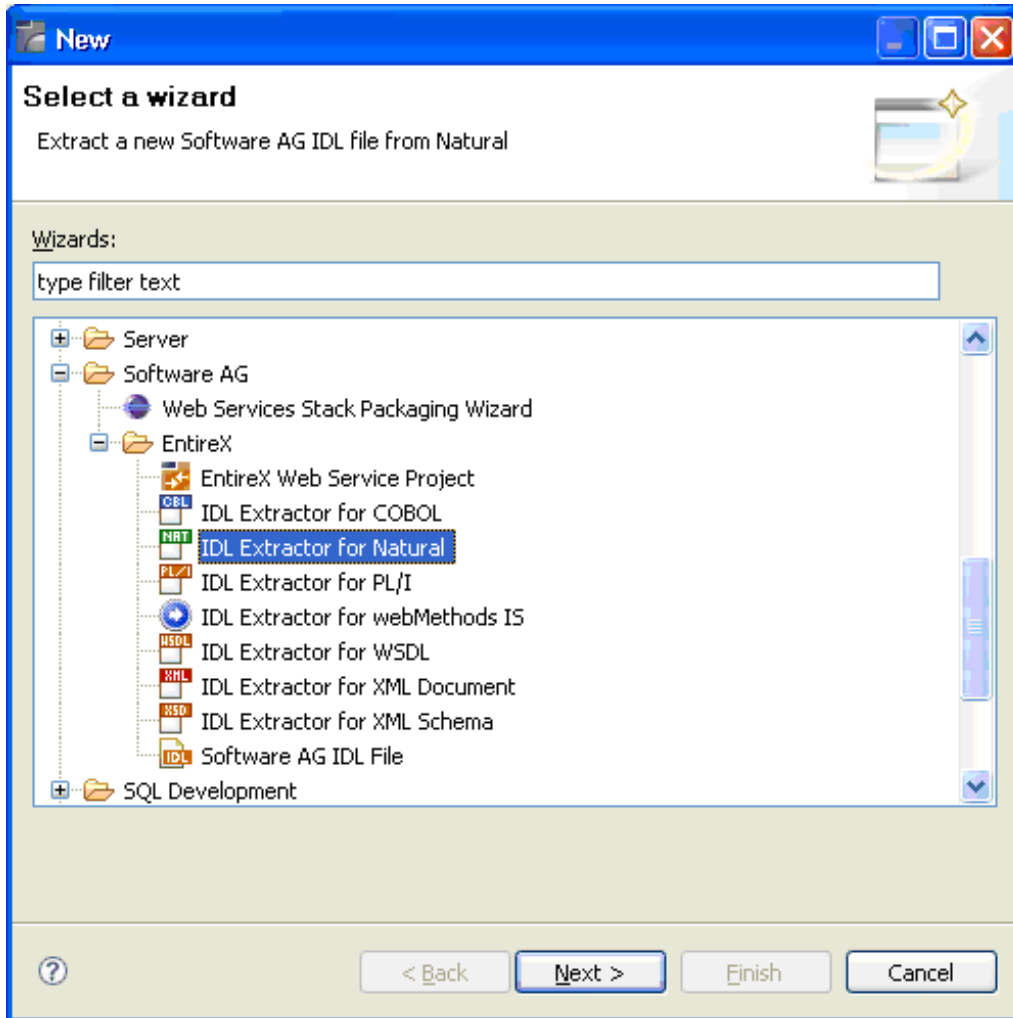 New
Select a wizard
Extract a new Software AG IDL file from Natural
Wizards:
type filter text
Server
Software AG
Web Services Stack Packaging Wizard
EntireX
EntireX Web Service Project
CBL IDL Extractor for COBOL
NAT IDL Extractor for Natural
PL/I IDL Extractor for PL/I
IDL Extractor for webMethods IS
WSDL IDL Extractor for WSDL
XML IDL Extractor for XML Document
XSD IDL Extractor for XML Schema
IDL Software AG IDL File
SQL Development
? < Back Next > Finish Cancel